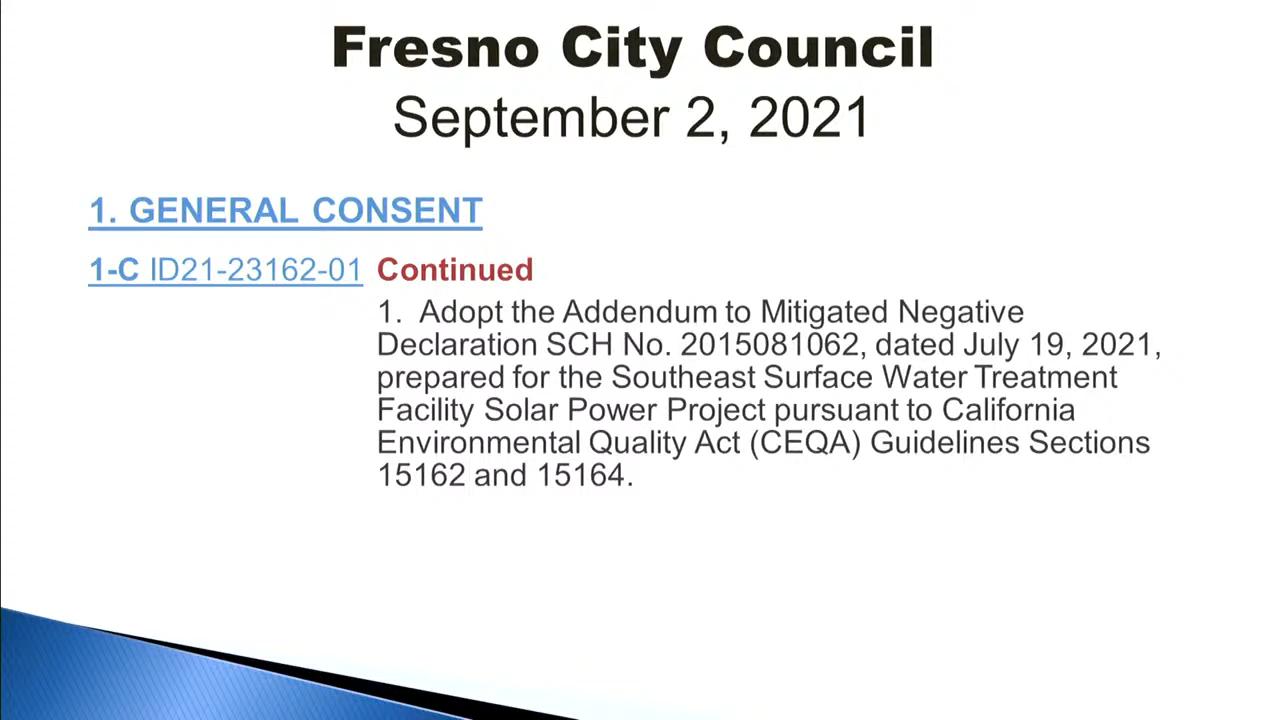 Fresno City Council
September 2, 2021
1. GENERAL CONSENT
1-C ID21-23162-01 Continued
1. Adopt the Addendum to Mitigated Negative
Declaration SCH No. 2015081062, dated July 19, 2021,
prepared for the Southeast Surface Water Treatment
Facility Solar Power Project pursuant to California
Environmental Quality Act (CEQA) Guidelines Sections
15162 and 15164.